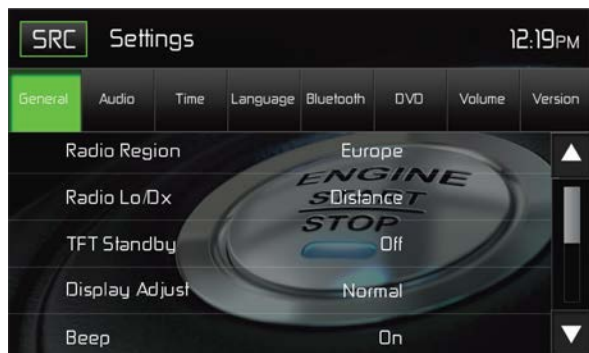 SRC Settings 12:19PM
General Audio Time Language Bluetooth DVD Volume Version
Radio Region Europe
Radio Lo/Dx Distance
TFT Standby Off
Display Adjust Normal
Beep On
ENGINE
START
STOP